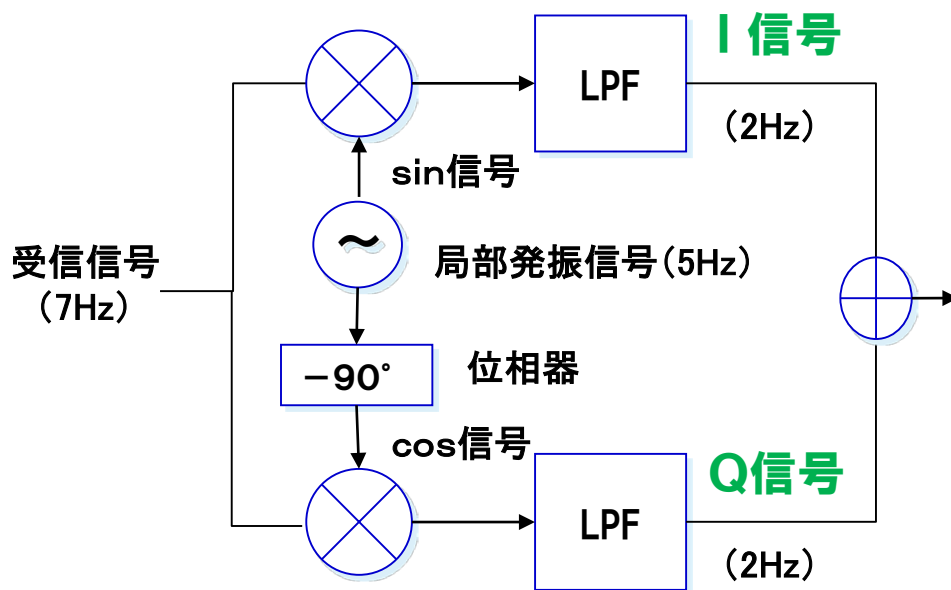 I 信号
LPF
(2Hz)
sin信号
~
受信信号
(7Hz)
局部発振信号(5Hz)
−90°
位相器
cos信号
Q信号
LPF
(2Hz)